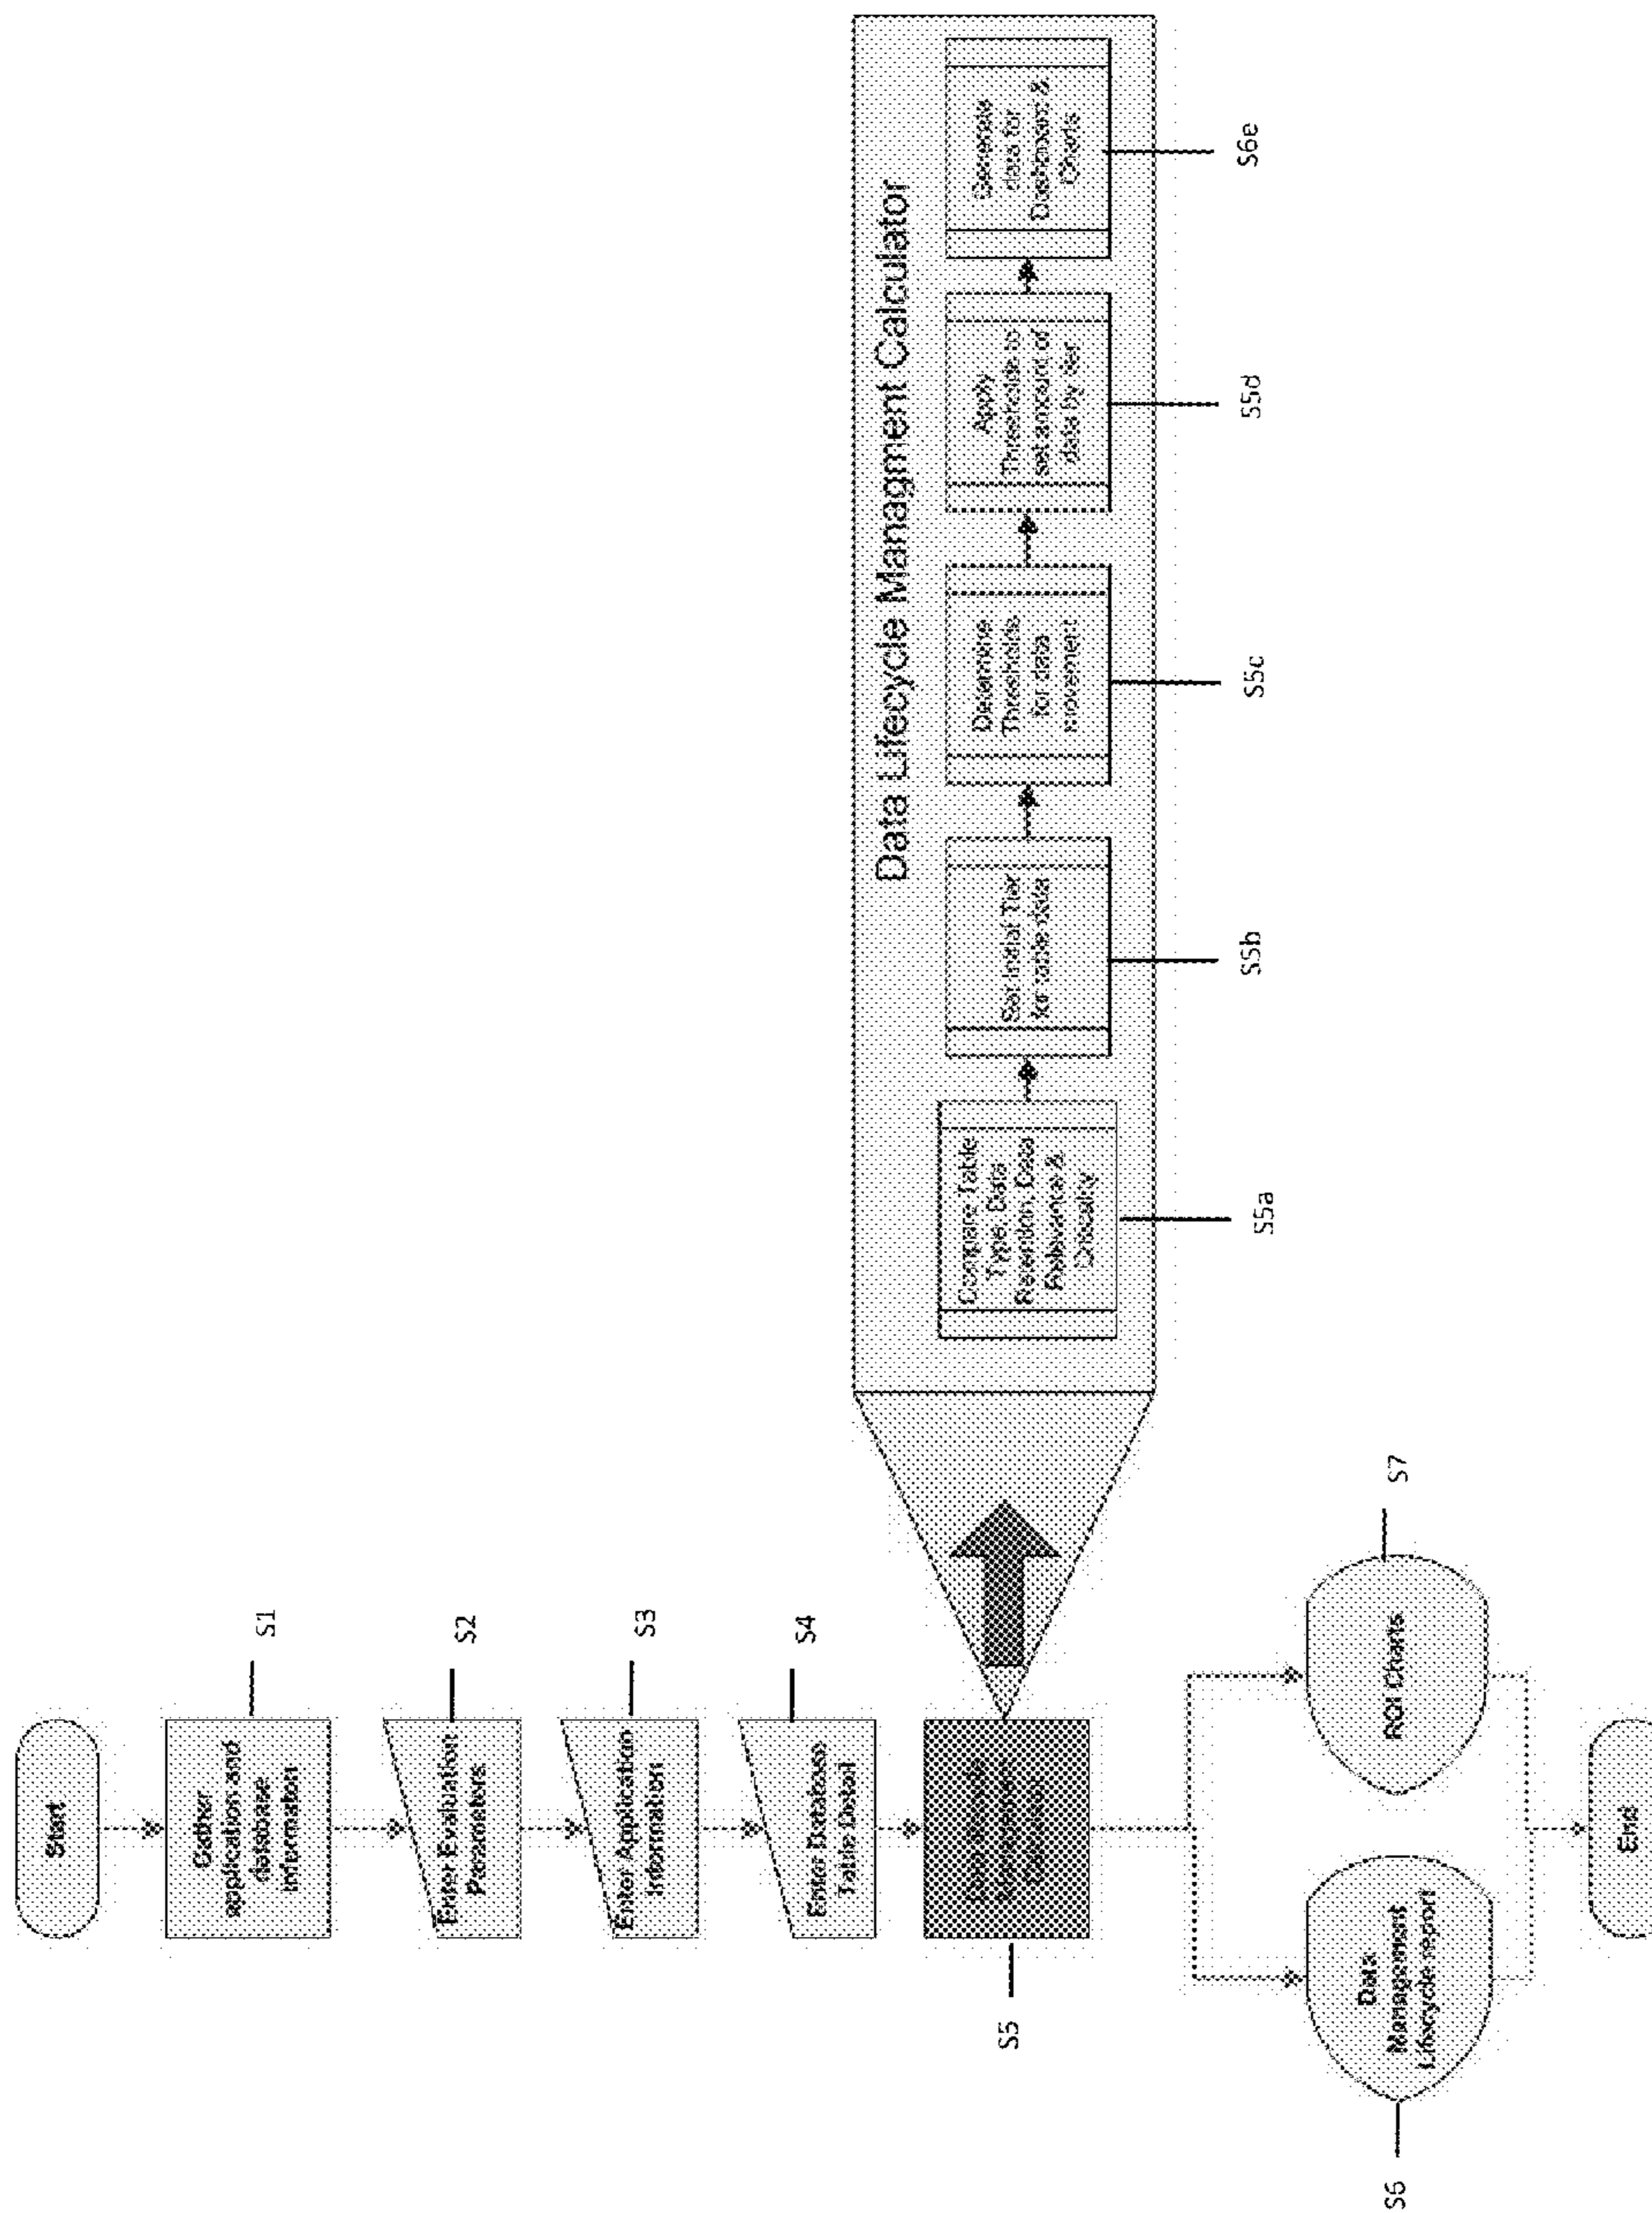 Start
Gather
application and
database
information
S1
Enter Evaluation
Parameters
S2
Enter Application
Information
S3
Enter Database
Table Detail
S4
S5
Data Lifecycle Managment Calculator
Compare Table
Type, Data
Retention, Data
Relevance &
Criticality
S5a
Set Initial Tier
for table data
S5b
Determine
Thresholds
for data
movement
S5c
Apply
Thresholds to
set amount of
data by tier
S5d
Generate
data for
Dashboard &
Charts
S6e
Data
Management
Lifecycle report
S6
ROI Charts
S7
End